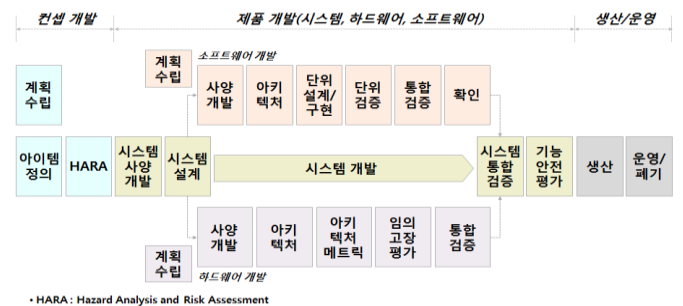 컨셉 개발
제품 개발(시스템, 하드웨어, 소프트웨어)
생산/운영
소프트웨어 개발
계획
수립
계획
수립
사양
개발
아키
텍처
단위
설계/
구현
단위
검증
통합
검증
확인
아이템
정의
HARA
시스템
사양
개발
시스템
설계
시스템 개발
시스템
통합
검증
기능
안전
평가
생산
운영/
폐기
사양
개발
아키
텍처
아키
텍처
메트릭
임의
고장
평가
통합
검증
계획
수립
하드웨어 개발
• HARA : Hazard Analysis and Risk Assessment